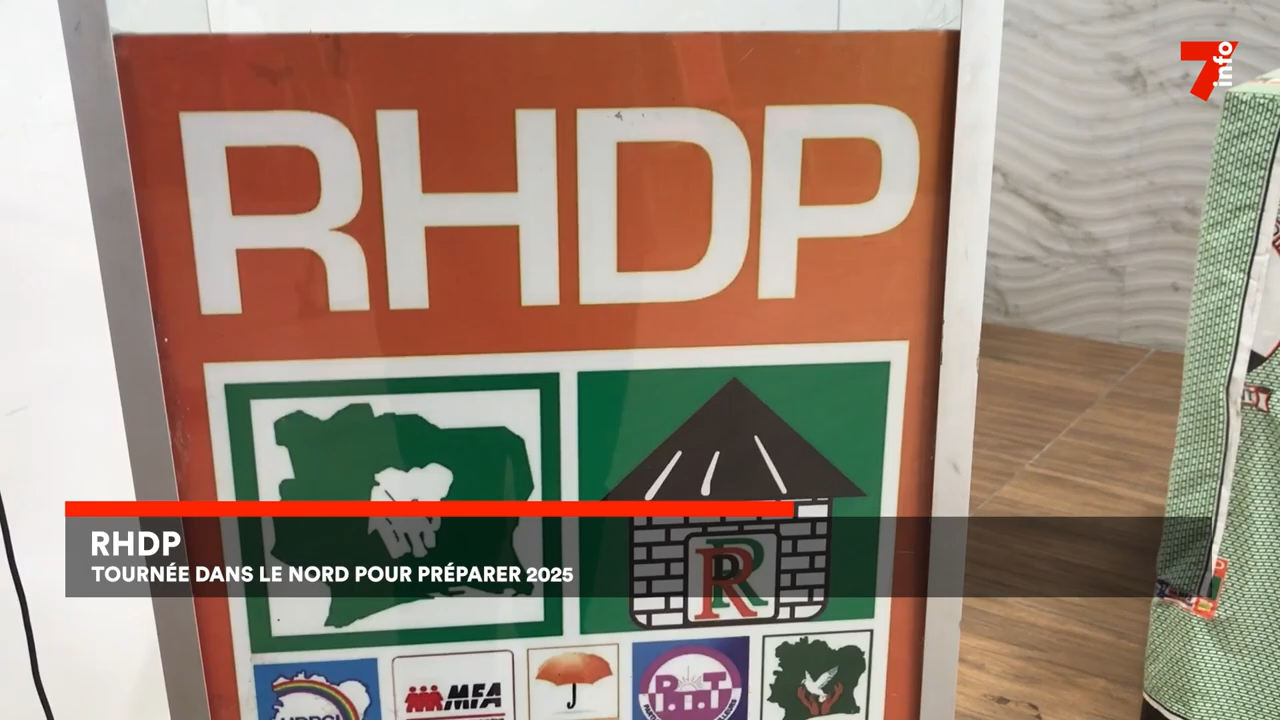 RHDP
7info
RHDP
TOURNÉE DANS LE NORD POUR PRÉPARER 2025
MFA
P.I.T